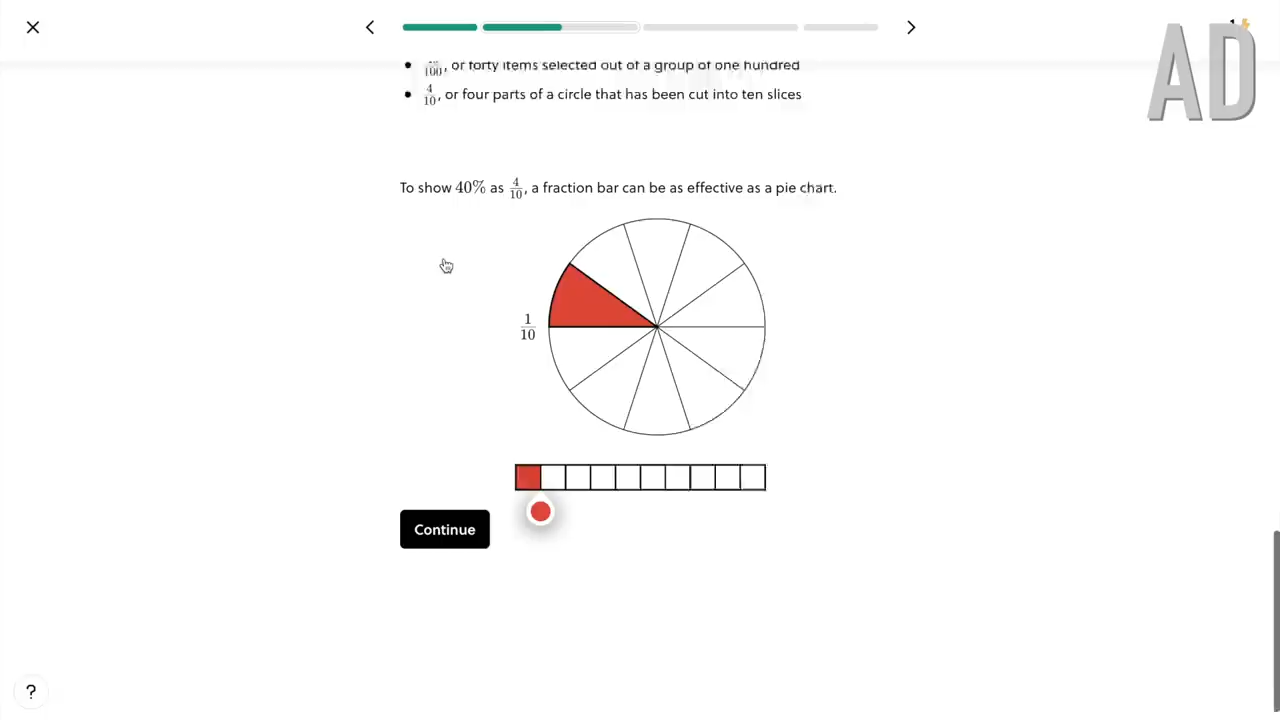 AD
100, or forty items selected out of a group of one hundred
4/10, or four parts of a circle that has been cut into ten slices
To show 40% as 4/10, a fraction bar can be as effective as a pie chart.
1/10
Continue
?